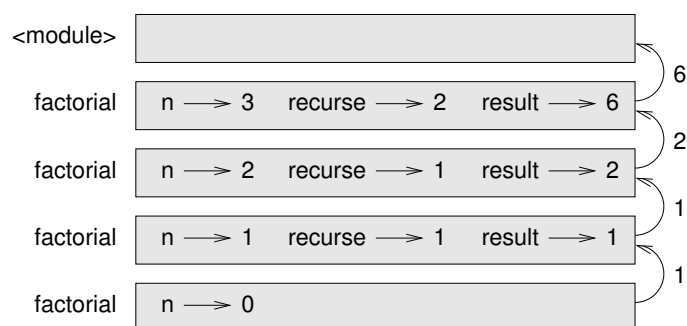 <module>
6
factorial n 3 recurse 2 result 6
2
factorial n 2 recurse 1 result 2
1
factorial n 1 recurse 1 result 1
1
factorial n 0